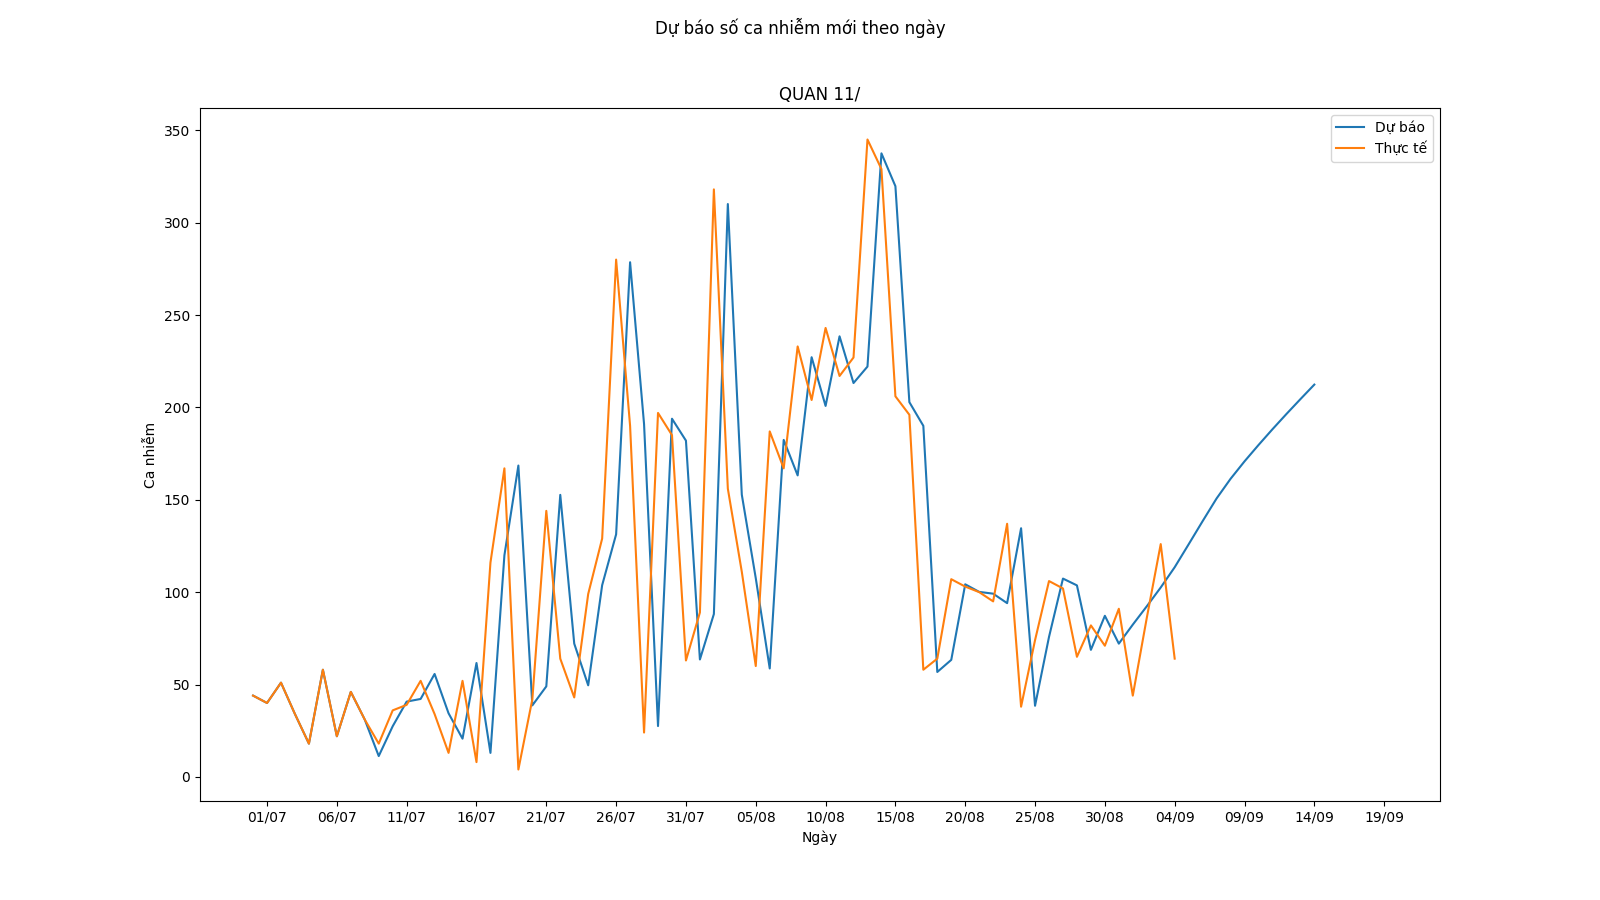 Dự báo số ca nhiễm mới theo ngày
QUAN 11/
Dự báo
Thực tế
350
300
250
200
150
100
50
0
Ca nhiễm
01/07 06/07 11/07 16/07 21/07 26/07 31/07 05/08 10/08 15/08 20/08 25/08 30/08 04/09 09/09 14/09 19/09
Ngày